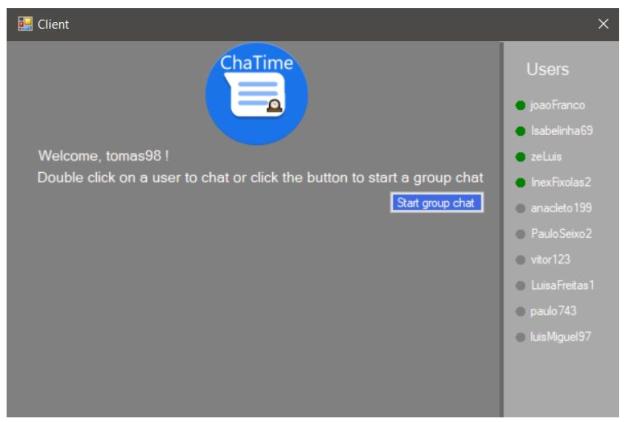 Client
ChaTime
Welcome, tomas98 !
Double click on a user to chat or click the button to start a group chat
Start group chat
Users
joaoFranco
Isabelinha69
zeLuis
InexFixolas2
anacleto199
PauloSeixo2
vitor123
LuisaFreitas1
paulo743
luisMiguel97